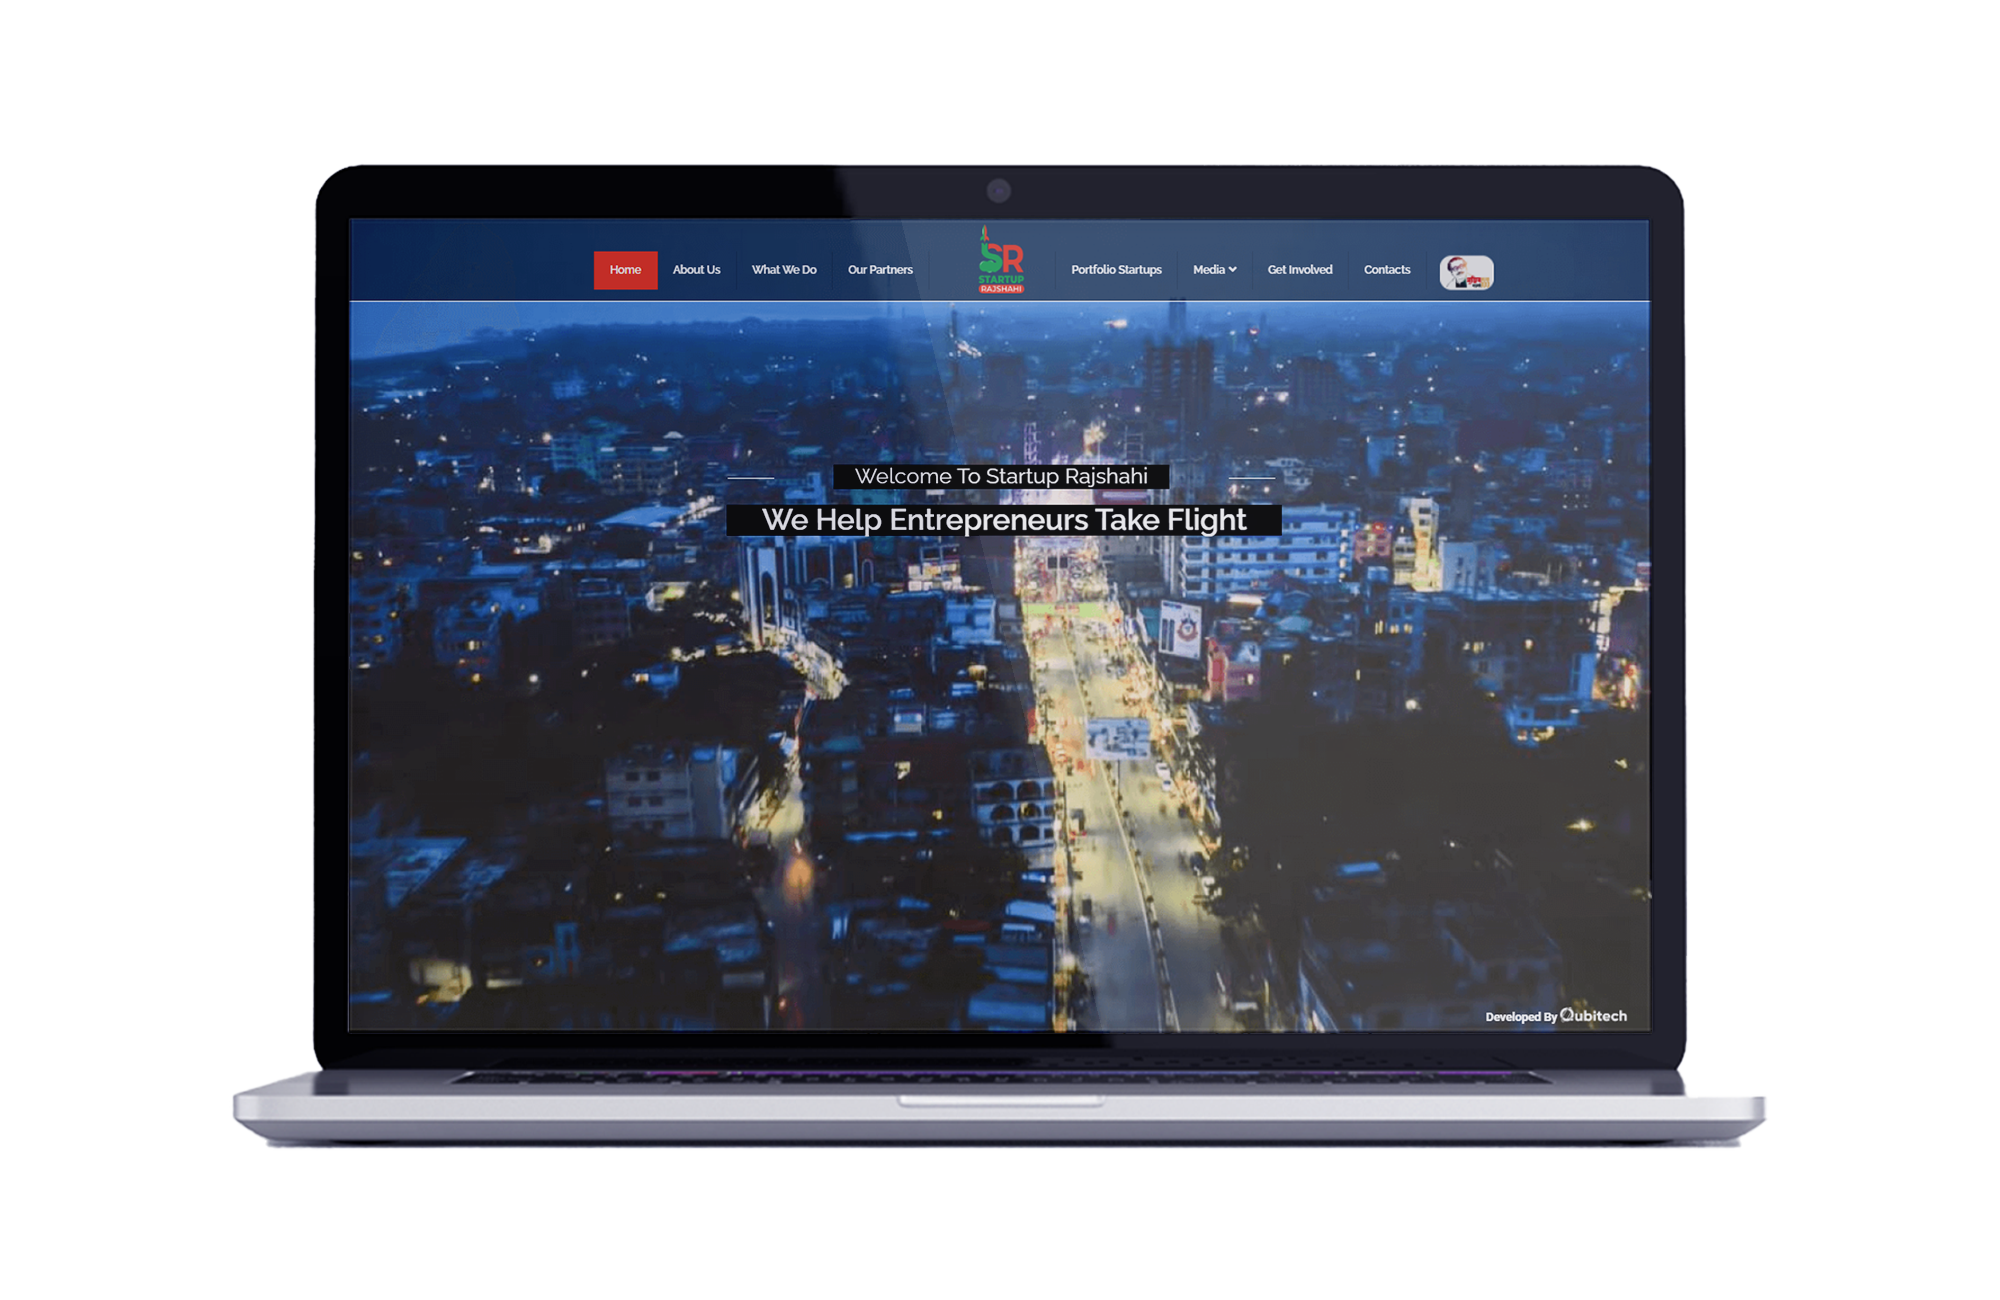 Home
About Us
What We Do
Our Partners
SR
STARTUP
RAJSHAHI
Portfolio Startups
Media
Get Involved
Contacts
Welcome To Startup Rajshahi
We Help Entrepreneurs Take Flight
Developed By Qubitech